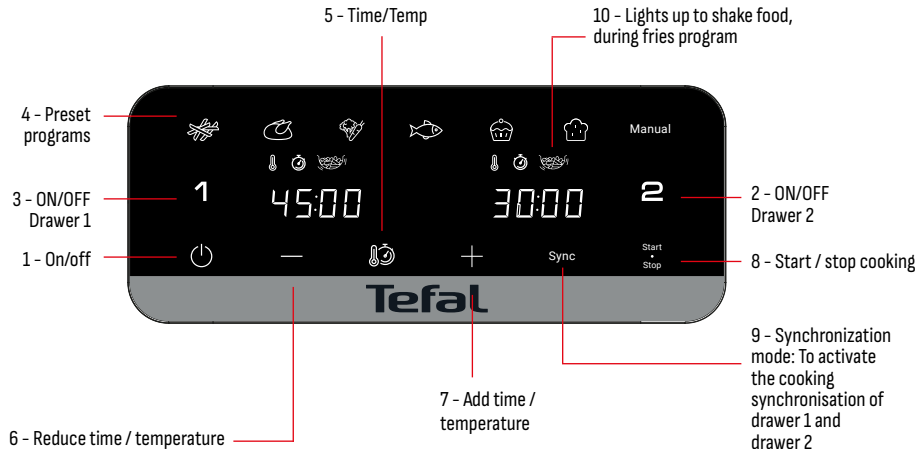 5 - Time/Temp
10 - Lights up to shake food,
during fries program
4 - Preset
programs
Manual
3 - ON/OFF
Drawer 1
1
45:00
30:00
2
2 - ON/OFF
Drawer 2
1 - On/off
Sync
Start
•
Stop
8 - Start / stop cooking
Tefal
9 - Synchronization
mode: To activate
the cooking
synchronisation of
drawer 1 and
drawer 2
7 - Add time /
temperature
6 - Reduce time / temperature